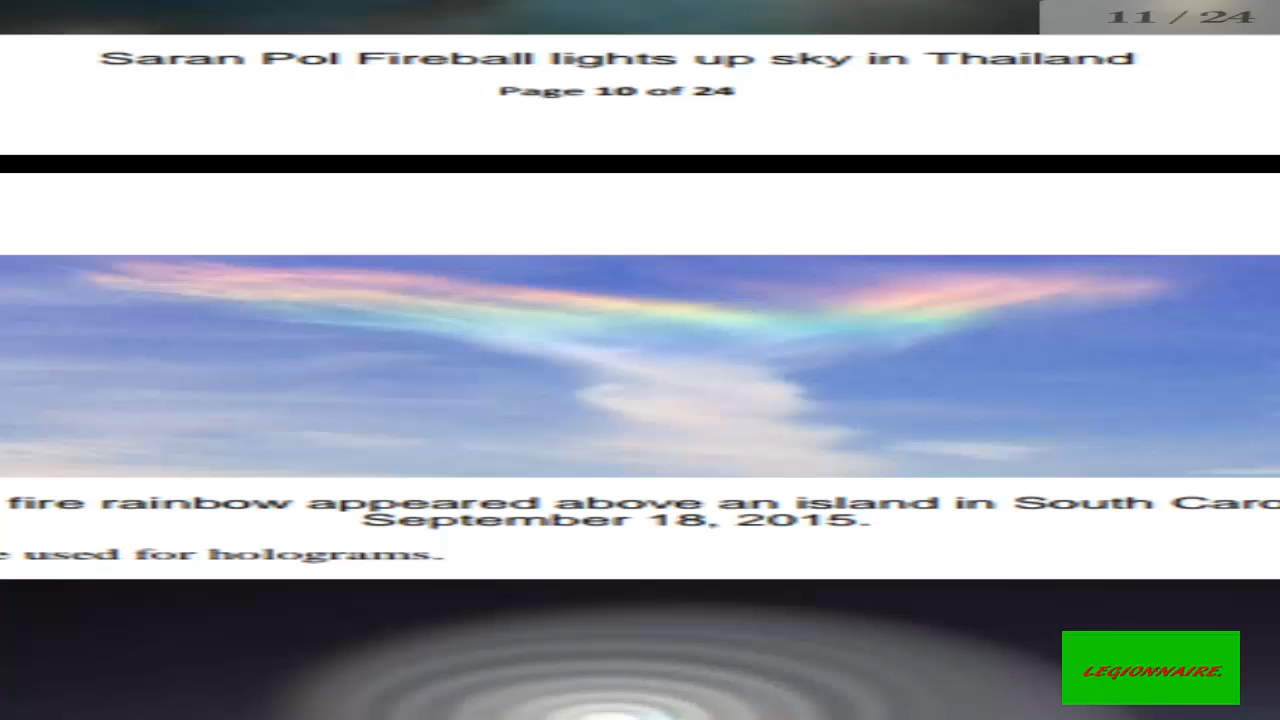 11 / 24
Saran Pol Fireball lights up sky in Thailand
Page 10 of 24
fire rainbow appeared above an island in South Caro
September 18, 2015.
e used for holograms.
LEGIONNAIRE.